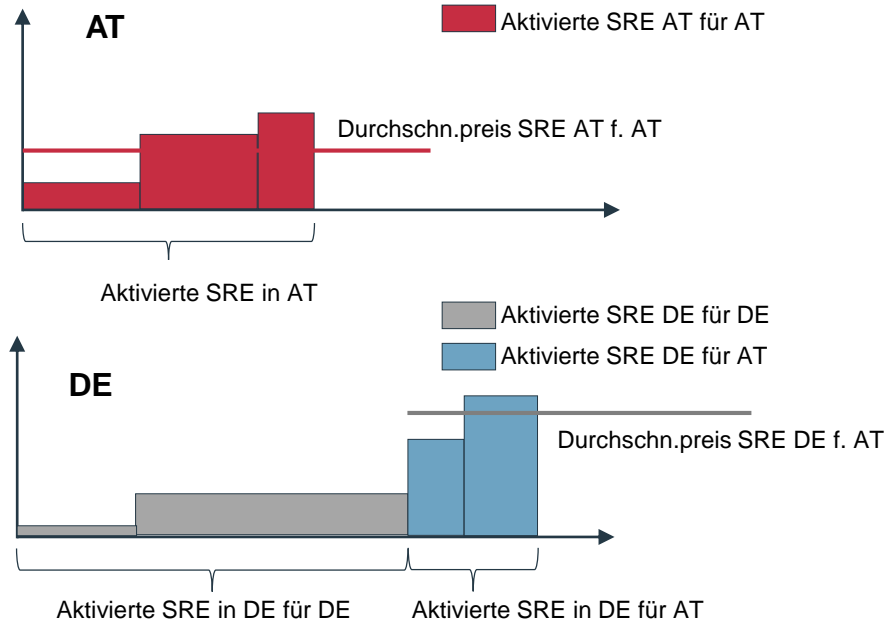 AT
Aktivierte SRE AT für AT
Durchschn.preis SRE AT f. AT
Aktivierte SRE in AT
Aktivierte SRE DE für DE
Aktivierte SRE DE für AT
DE
Durchschn.preis SRE DE f. AT
Aktivierte SRE in DE für DE
Aktivierte SRE in DE für AT